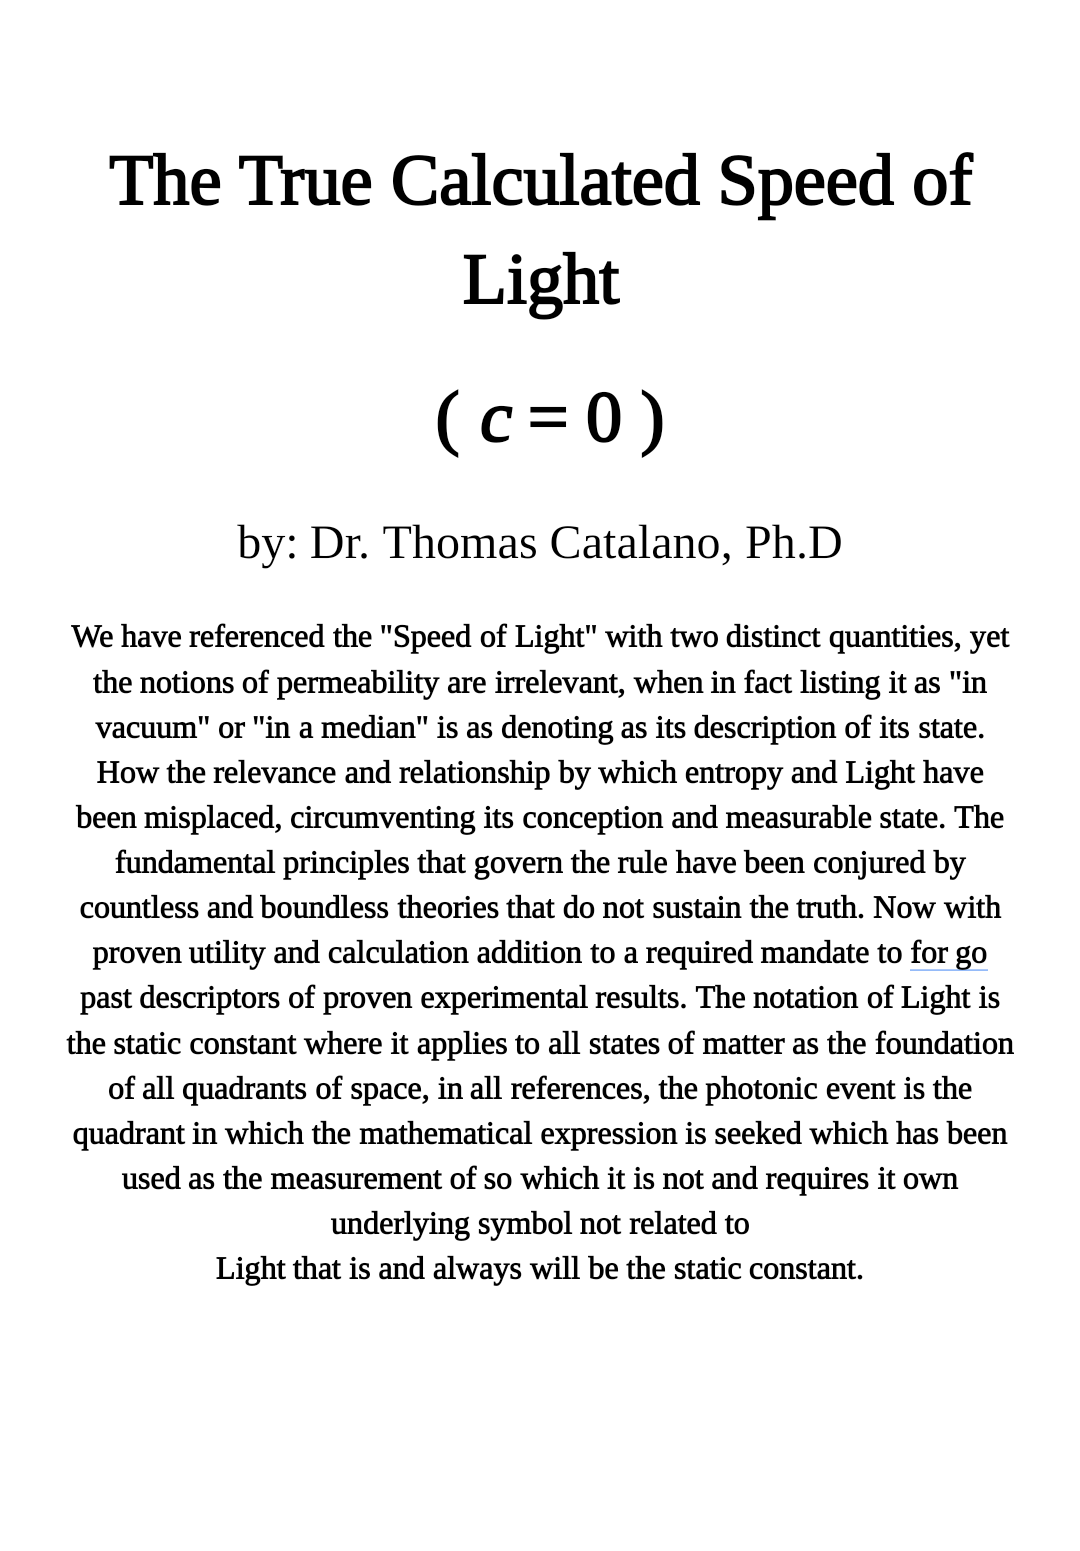 The True Calculated Speed of
Light
( c = 0 )
by: Dr. Thomas Catalano, Ph.D
We have referenced the "Speed of Light" with two distinct quantities, yet
the notions of permeability are irrelevant, when in fact listing it as "in
vacuum" or "in a median" is as denoting as its description of its state.
How the relevance and relationship by which entropy and Light have
been misplaced, circumventing its conception and measurable state. The
fundamental principles that govern the rule have been conjured by
countless and boundless theories that do not sustain the truth. Now with
proven utility and calculation addition to a required mandate to for go
past descriptors of proven experimental results. The notation of Light is
the static constant where it applies to all states of matter as the foundation
of all quadrants of space, in all references, the photonic event is the
quadrant in which the mathematical expression is seeked which has been
used as the measurement of so which it is not and requires it own
underlying symbol not related to
Light that is and always will be the static constant.